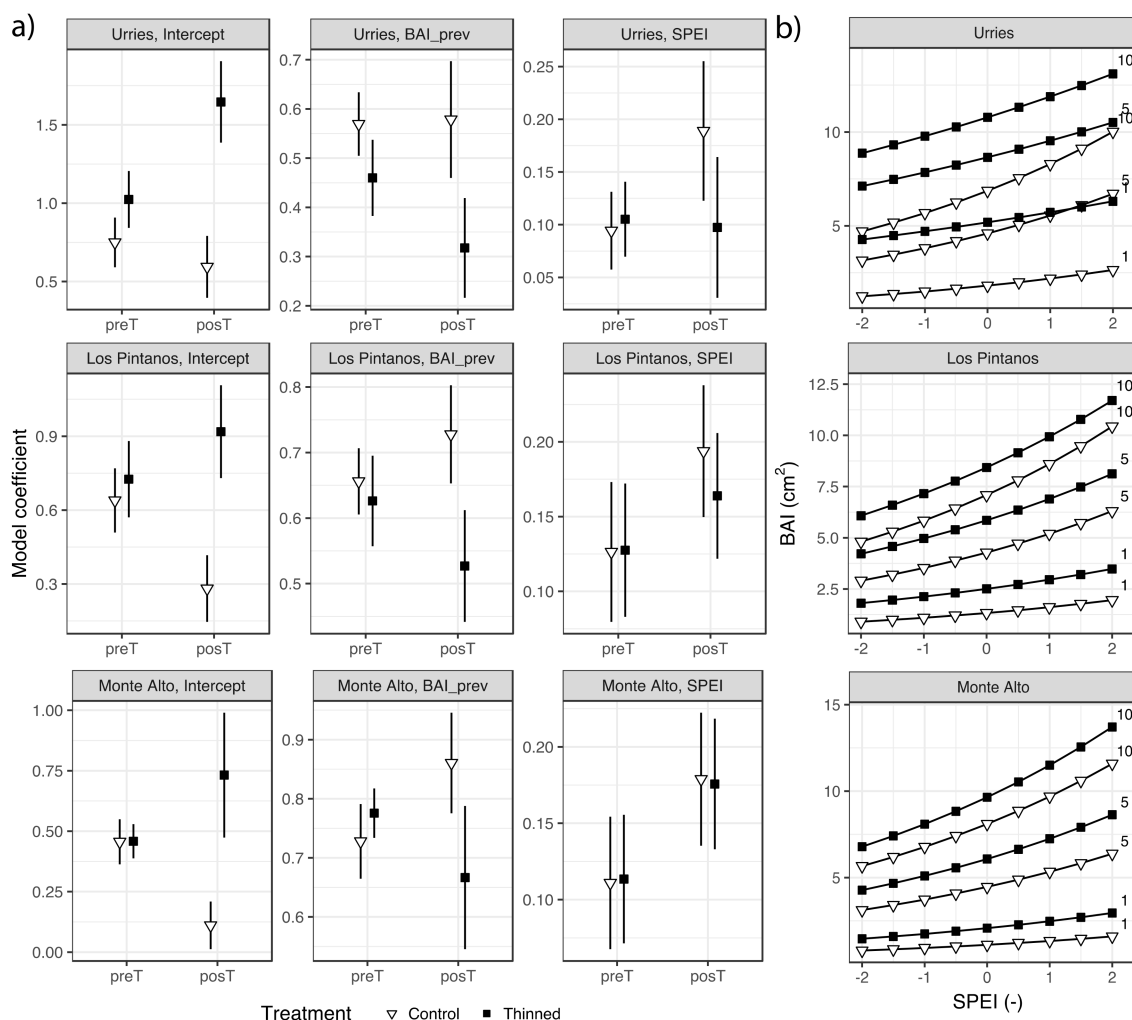 a)
b)
Urries, Intercept
Urries, BAI_prev
Urries, SPEI
Urries
1.5
1.0
0.5
0.7
0.6
0.5
0.4
0.3
0.2
0.25
0.20
0.15
0.10
0.05
10
5
10
5
1
1
10
5
preT posT
preT posT
preT posT
-2 -1 0 1 2
Los Pintanos, Intercept
Los Pintanos, BAI_prev
Los Pintanos, SPEI
Los Pintanos
Model coefficient
0.9
0.6
0.3
0.8
0.7
0.6
0.5
0.20
0.15
0.10
BAI (cm²)
12.5
10.0
7.5
5.0
2.5
10
10
5
5
1
1
preT posT
preT posT
preT posT
-2 -1 0 1 2
Monte Alto, Intercept
Monte Alto, BAI_prev
Monte Alto, SPEI
Monte Alto
1.00
0.75
0.50
0.25
0.00
0.9
0.8
0.7
0.6
0.20
0.15
0.10
15
10
5
10
10
5
5
1
1
preT posT
preT posT
preT posT
-2 -1 0 1 2
SPEI (-)
Treatment Control Thinned